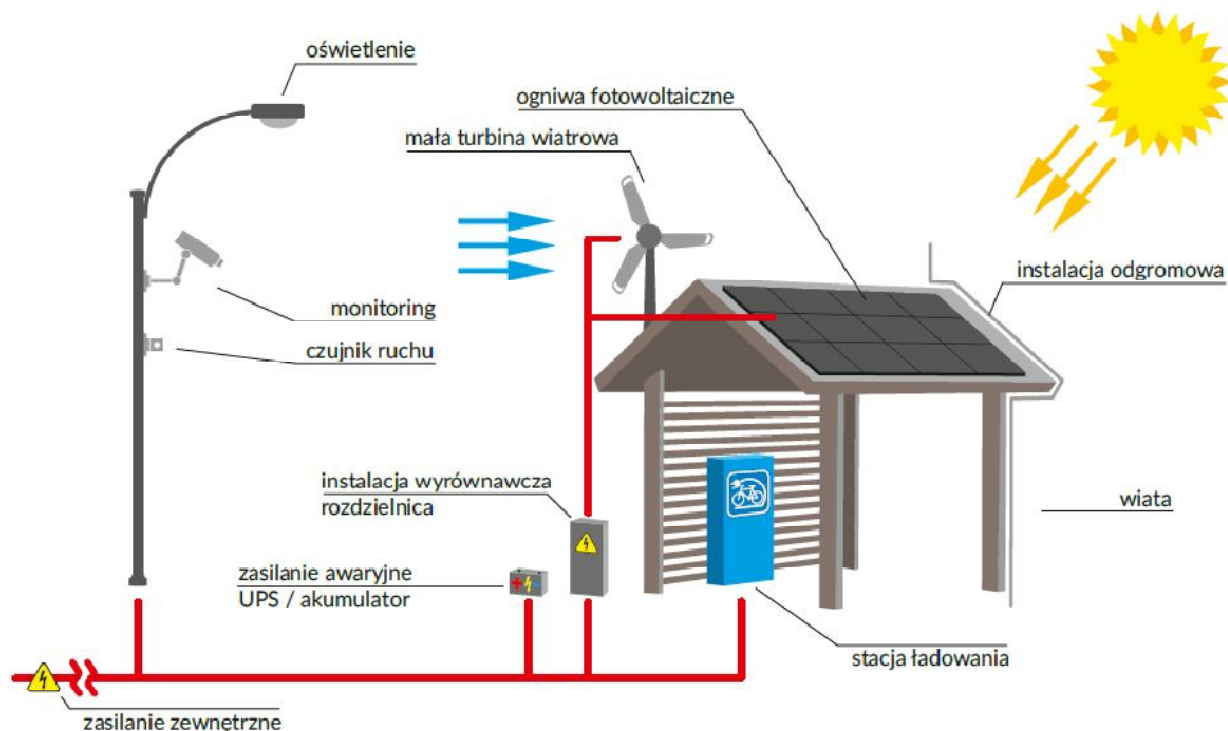 oświetlenie
ogniwa fotowoltaiczne
mała turbina wiatrowa
instalacja odgromowa
monitoring
czujnik ruchu
instalacja wyrównawcza
rozdzielnica
wiata
zasilanie awaryjne
UPS / akumulator
stacja ładowania
zasilanie zewnętrzne